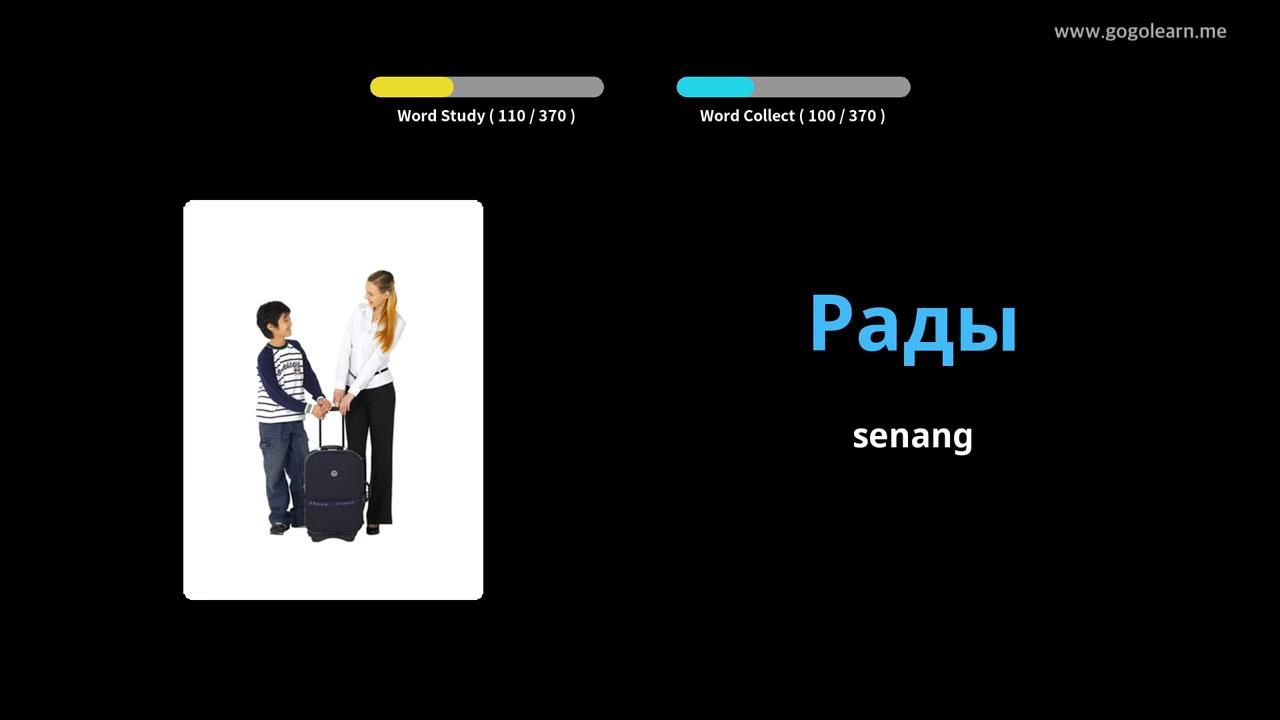 www.gogolearn.me
Word Study ( 110 / 370 )
Word Collect ( 100 / 370 )
Рады
senang